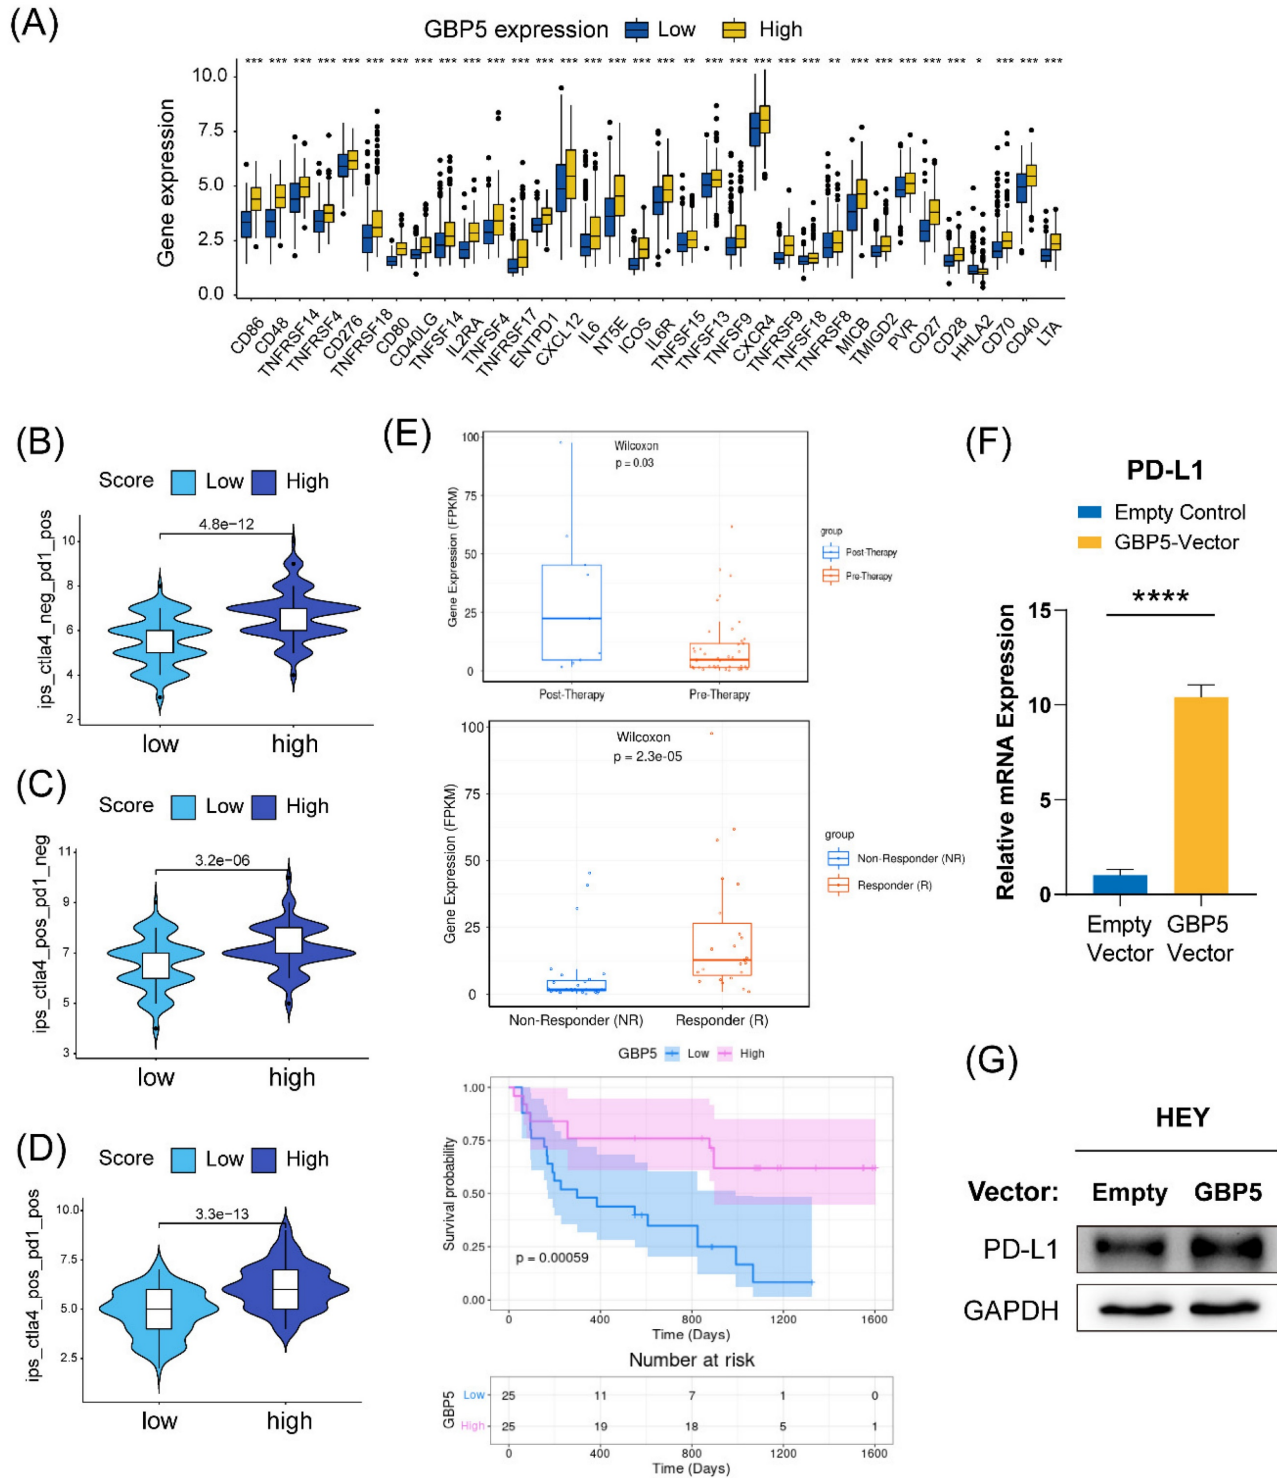 (A)
GBP5 expression Low High
*** *** *** *** *** *** *** *** *** *** *** *** *** *** *** *** *** *** ** *** *** *** *** *** ** *** *** *** *** *** * *** *** ***
Gene expression
10.0
7.5
5.0
2.5
0.0
CD86 CD48 TNFRSF14 TNFRSF4 CD276 TNFRSF18 CD80 CD40LG TNFSF14 IL2RA TNFSF4 TNFRSF17 ENTPD1 CXCL12 IL6 NT5E ICOS IL6R TNFSF15 TNFSF13 TNFSF9 CXCR4 TNFRSF9 TNFSF18 TNFRSF8 MICB TMIGD2 PVR CD27 CD28 HHLA2 CD70 CD40 LTA
(B)
Score Low High
ips_ctla4_neg_pd1_pos
4.8e−12
10
8
6
4
2
low high
(C)
Score Low High
ips_ctla4_pos_pd1_neg
3.2e−06
11
9
7
5
3
low high
(D)
Score Low High
ips_ctla4_pos_pd1_pos
3.3e−13
10.0
7.5
5.0
2.5
low high
(E)
Wilcoxon
p = 0.03
Gene Expression (FPKM)
100
75
50
25
0
Post-Therapy Pre-Therapy
group
Post-Therapy
Pre-Therapy
Wilcoxon
p = 2.3e-05
Gene Expression (FPKM)
100
75
50
25
0
Non-Responder (NR) Responder (R)
group
Non-Responder (NR)
Responder (R)
GBP5 Low High
Survival probability
1.00
0.75
0.50
0.25
0.00
p = 0.00059
0 400 800 1200 1600
Time (Days)
Number at risk
GBP5
Low 25 11 7 1 0
High 25 19 18 5 1
0 400 800 1200 1600
Time (Days)
(F)
PD-L1
Empty Control
GBP5-Vector
Relative mRNA Expression
****
15
10
5
0
Empty Vector
GBP5 Vector
(G)
HEY
Vector: Empty GBP5
PD-L1
GAPDH